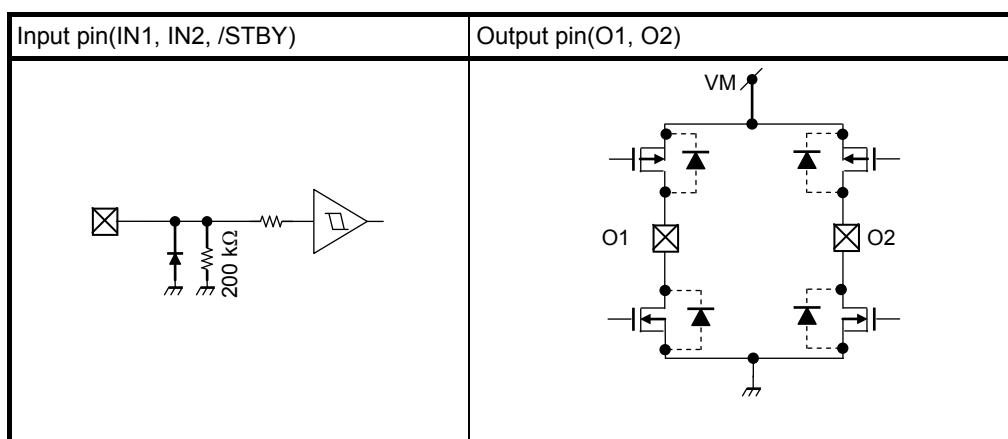 Input pin(IN1, IN2, /STBY)
Output pin(O1, O2)
200 kΩ
VM
O1
O2